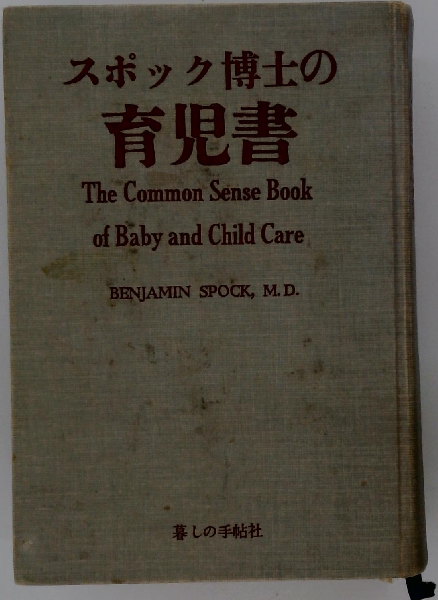 スポック博士の
育児書
The Common Sense Book
of Baby and Child Care
BENJAMIN SPOCK, M.D.
暮しの手帖社